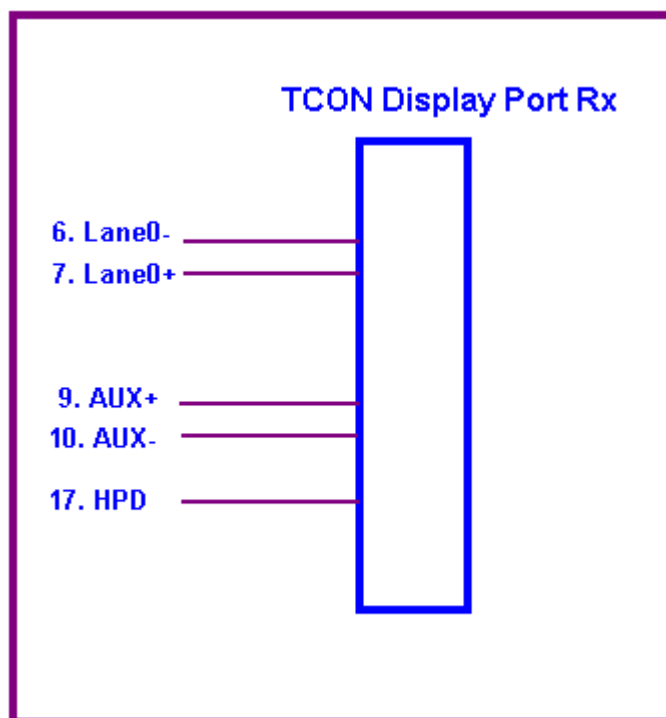 TCON Display Port Rx
6. Lane0-
7. Lane0+
9. AUX+
10. AUX-
17. HPD